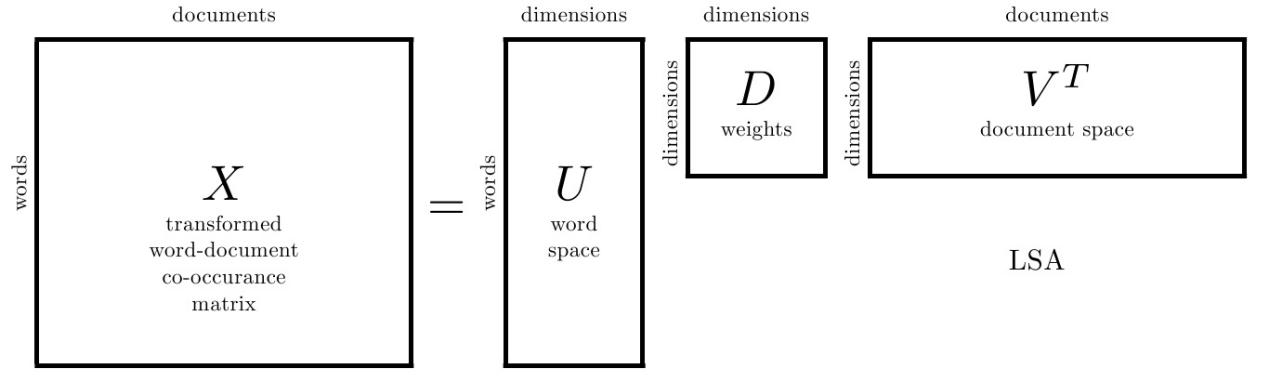 documents
words
X
transformed
word-document
co-occurance
matrix
=
dimensions
words
U
word
space
dimensions
dimensions
D
weights
documents
dimensions
V^T
document space
LSA